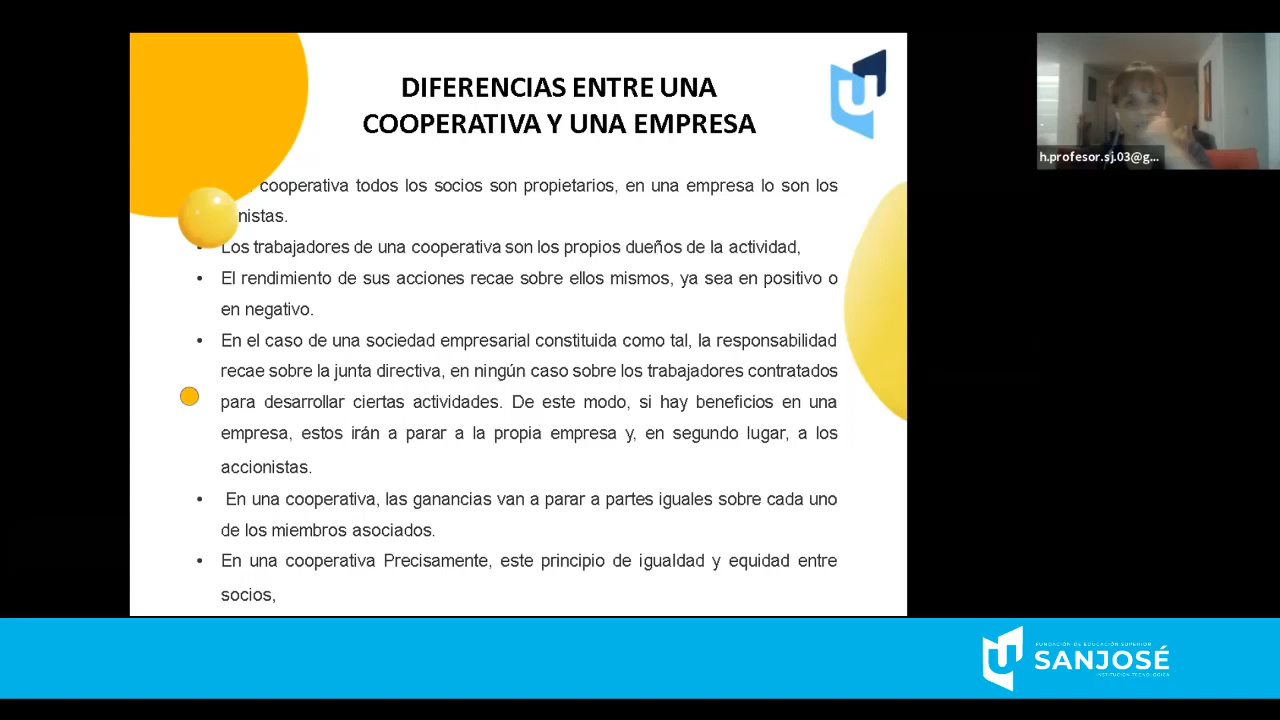 DIFERENCIAS ENTRE UNA
COOPERATIVA Y UNA EMPRESA
h.profesor.sj.03@g...
cooperativa todos los socios son propietarios, en una empresa lo son los
nistas.
• Los trabajadores de una cooperativa son los propios dueños de la actividad,
• El rendimiento de sus acciones recae sobre ellos mismos, ya sea en positivo o
en negativo.
• En el caso de una sociedad empresarial constituida como tal, la responsabilidad
recae sobre la junta directiva, en ningún caso sobre los trabajadores contratados
para desarrollar ciertas actividades. De este modo, si hay beneficios en una
empresa, estos irán a parar a la propia empresa y, en segundo lugar, a los
accionistas.
• En una cooperativa, las ganancias van a parar a partes iguales sobre cada uno
de los miembros asociados.
• En una cooperativa Precisamente, este principio de igualdad y equidad entre
socios,
FUNDACIÓN DE EDUCACIÓN SUPERIOR
SANJOSÉ
INSTITUCIÓN TECNOLÓGICA